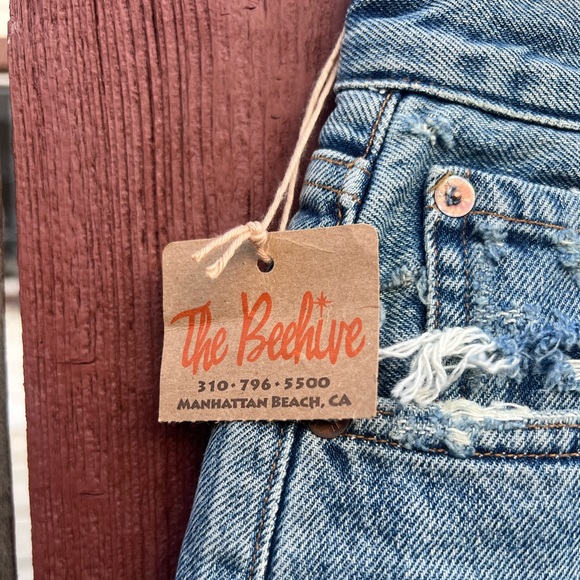 The Beehive
310•796•5500
MANHATTAN BEACH, CA